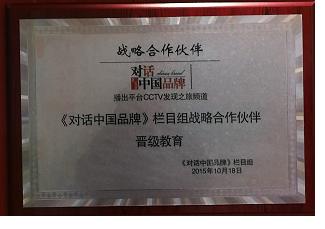 战略合作伙伴
对话
中国品牌
播出平台CCTV发现之旅频道
《对话中国品牌》栏目组战略合作伙伴
晋级教育
《对话中国品牌》栏目组
2015年10月18日